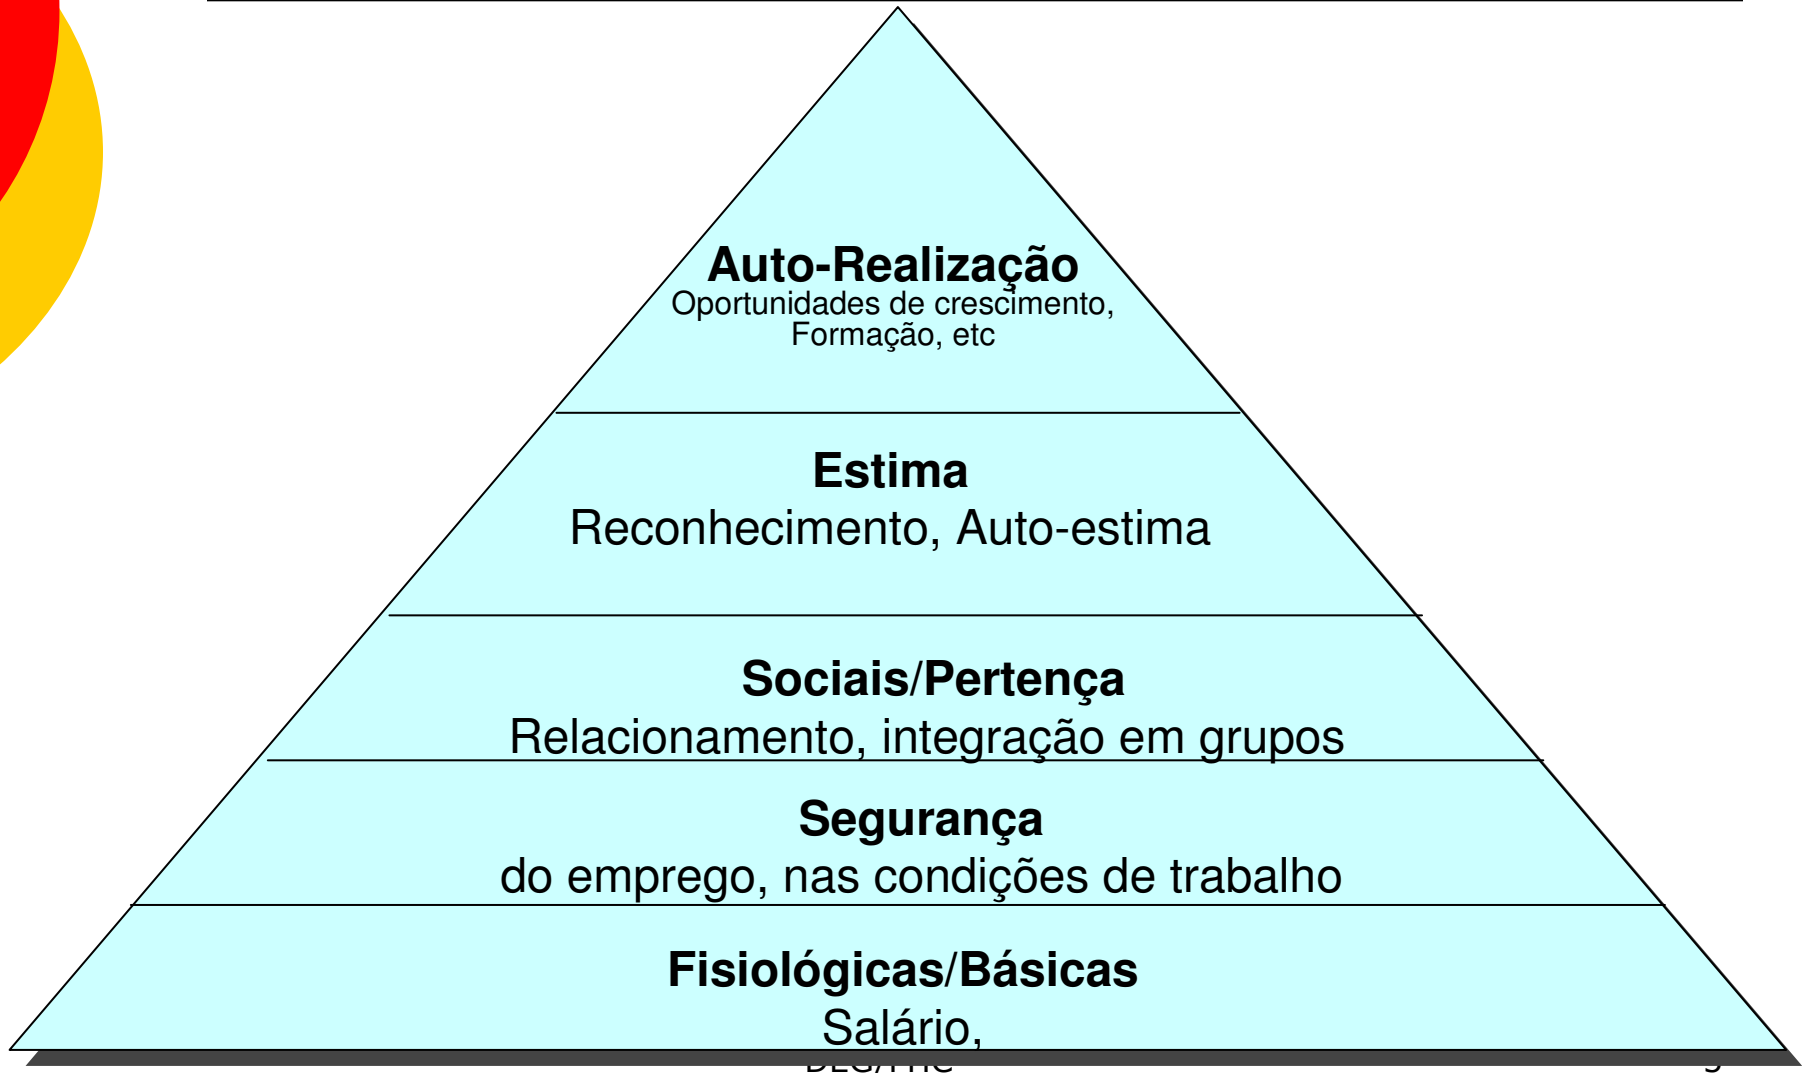 Auto-Realização
Oportunidades de crescimento,
Formação, etc
Estima
Reconhecimento, Auto-estima
Sociais/Pertença
Relacionamento, integração em grupos
Segurança
do emprego, nas condições de trabalho
Fisiológicas/Básicas
Salário,